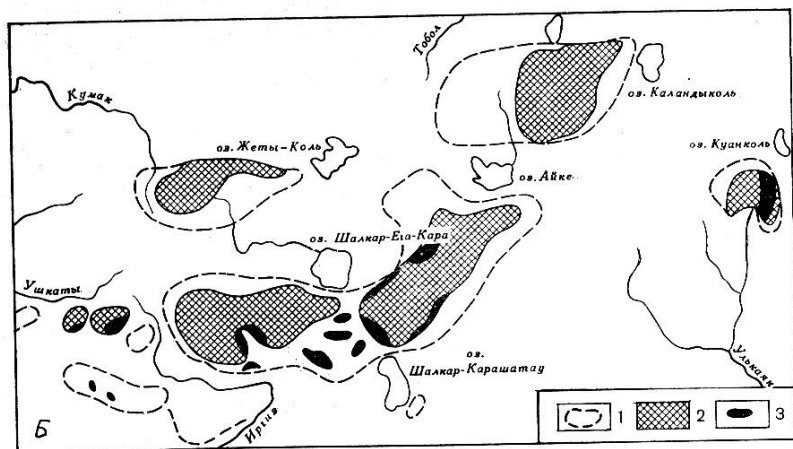 Тобол
Кумак
оз. Каландыколь
оз. Жеты-Коль
оз. Куанколь
оз. Айке
оз. Шалкар-Ега-Кара
Ушкаты
оз.
Шалкар-Карашатау
Улькаяк
Иргиз
Б
1
2
3